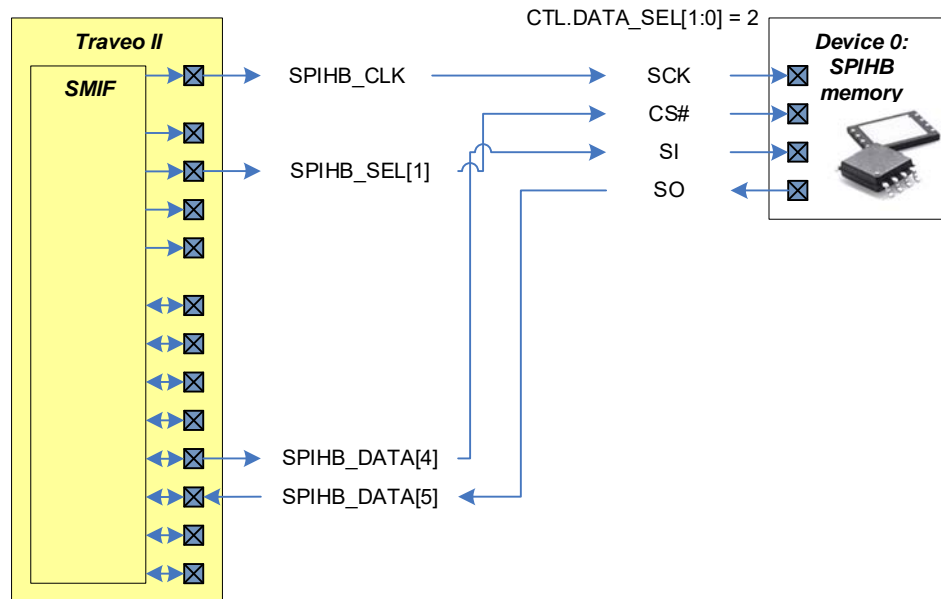 CTL.DATA_SEL[1:0] = 2
Traveo II
SMIF
SPIHB_CLK
SCK
Device 0:
SPIHB
memory
CS#
SPIHB_SEL[1]
SI
SO
SPIHB_DATA[4]
SPIHB_DATA[5]